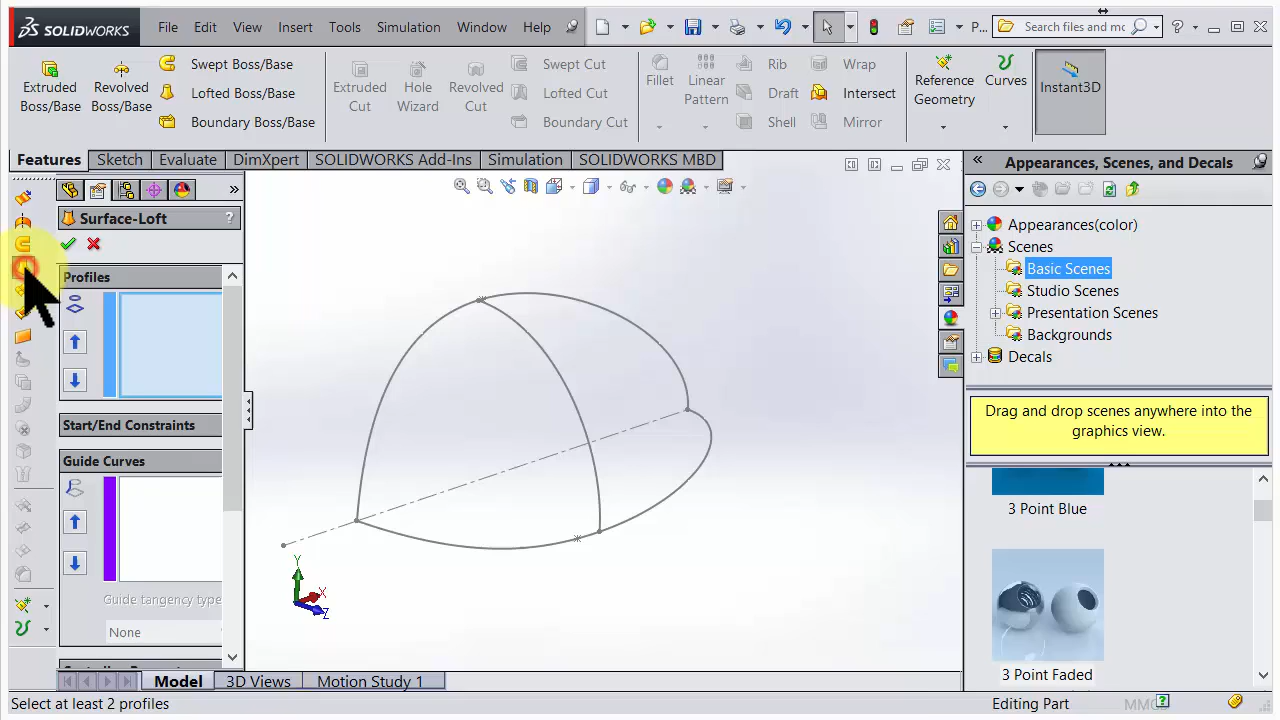 SOLIDWORKS File Edit View Insert Tools Simulation Window Help P... Search files and mc ?
Extruded Boss/Base
Revolved Boss/Base
Swept Boss/Base
Lofted Boss/Base
Boundary Boss/Base
Extruded Cut
Hole Wizard
Revolved Cut
Swept Cut
Lofted Cut
Boundary Cut
Fillet
Linear Pattern
Rib
Draft
Shell
Wrap
Intersect
Mirror
Reference Geometry
Curves
Instant3D
Features Sketch Evaluate DimXpert SOLIDWORKS Add-Ins Simulation SOLIDWORKS MBD
Surface-Loft ?
Profiles
Start/End Constraints
Guide Curves
Guide tangency type
None
Y
X
Z
Appearances, Scenes, and Decals
Appearances(color)
Scenes
Basic Scenes
Studio Scenes
Presentation Scenes
Backgrounds
Decals
Drag and drop scenes anywhere into the
graphics view.
3 Point Blue
3 Point Faded
Model 3D Views Motion Study 1
Select at least 2 profiles Editing Part